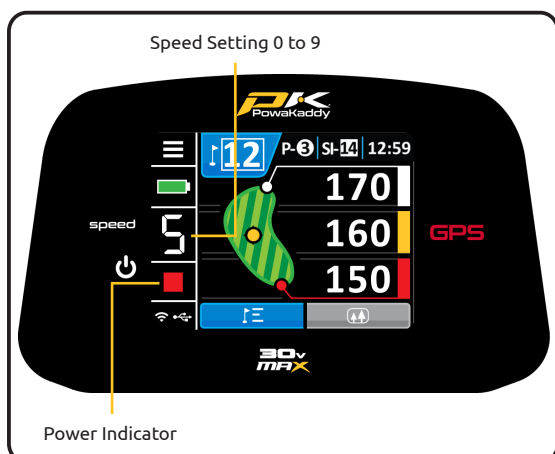 Speed Setting 0 to 9
PK
PowaKaddy
12 P-3 SI-14 12:59
170
speed 5 160 GPS
150
30v
MAX
Power Indicator